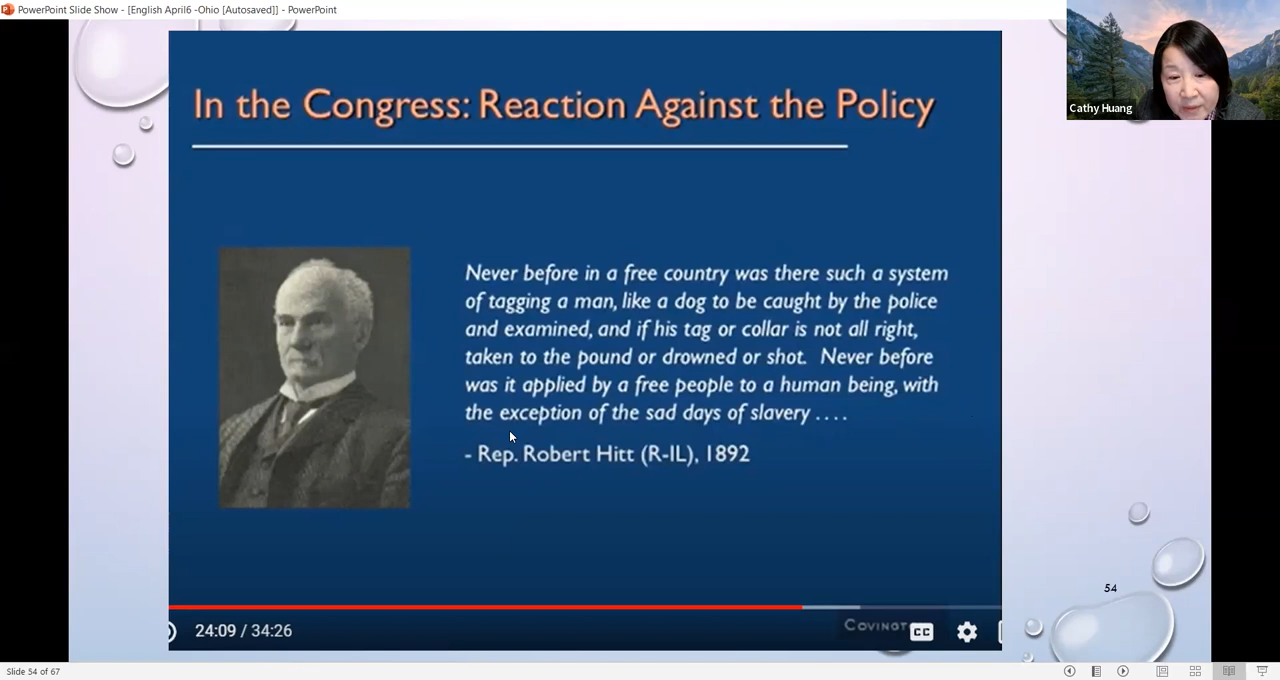 PowerPoint Slide Show - [English April6 -Ohio [Autosaved]] - PowerPoint
Cathy Huang
In the Congress: Reaction Against the Policy
Never before in a free country was there such a system
of tagging a man, like a dog to be caught by the police
and examined, and if his tag or collar is not all right,
taken to the pound or drowned or shot. Never before
was it applied by a free people to a human being, with
the exception of the sad days of slavery . . . .
- Rep. Robert Hitt (R-IL), 1892
54
24:09 / 34:26
CC
Slide 54 of 67